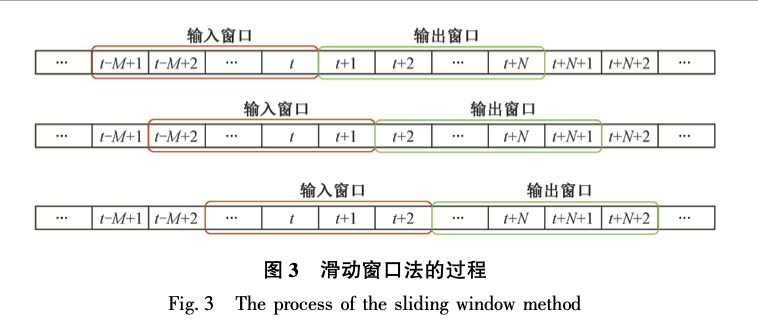 输入窗口 输出窗口
··· t−M+1 t−M+2 ··· t t+1 t+2 ··· t+N t+N+1 t+N+2 ···
输入窗口 输出窗口
··· t−M+1 t−M+2 ··· t t+1 t+2 ··· t+N t+N+1 t+N+2 ···
输入窗口 输出窗口
··· t−M+1 t−M+2 ··· t t+1 t+2 ··· t+N t+N+1 t+N+2 ···
图 3 滑动窗口法的过程
Fig. 3 The process of the sliding window method